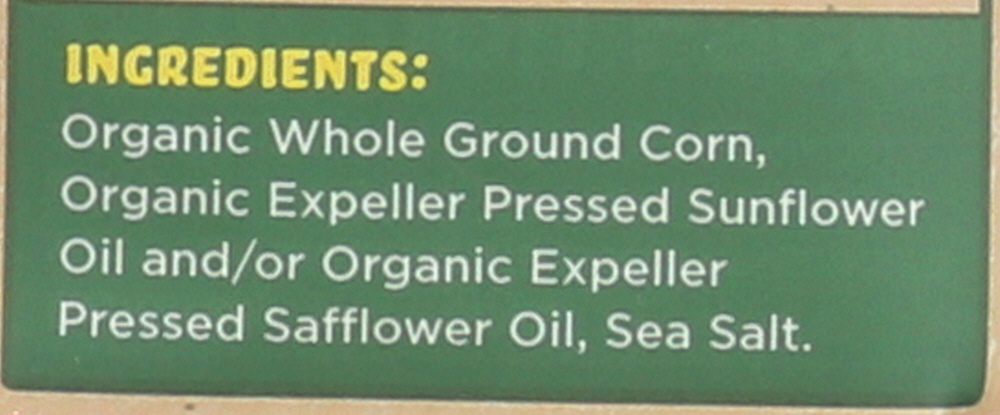 INGREDIENTS:
Organic Whole Ground Corn,
Organic Expeller Pressed Sunflower
Oil and/or Organic Expeller
Pressed Safflower Oil, Sea Salt.